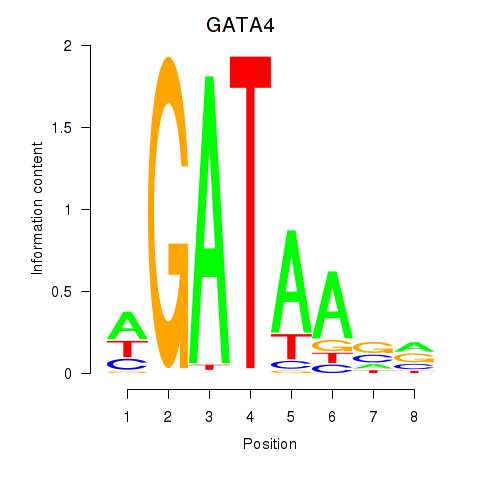 GATA4
Information content
2
1.5
1
0.5
0
A T C G
G
A T
T
A T C G
A G T C
G C A T
A G C T
1 2 3 4 5 6 7 8
Position